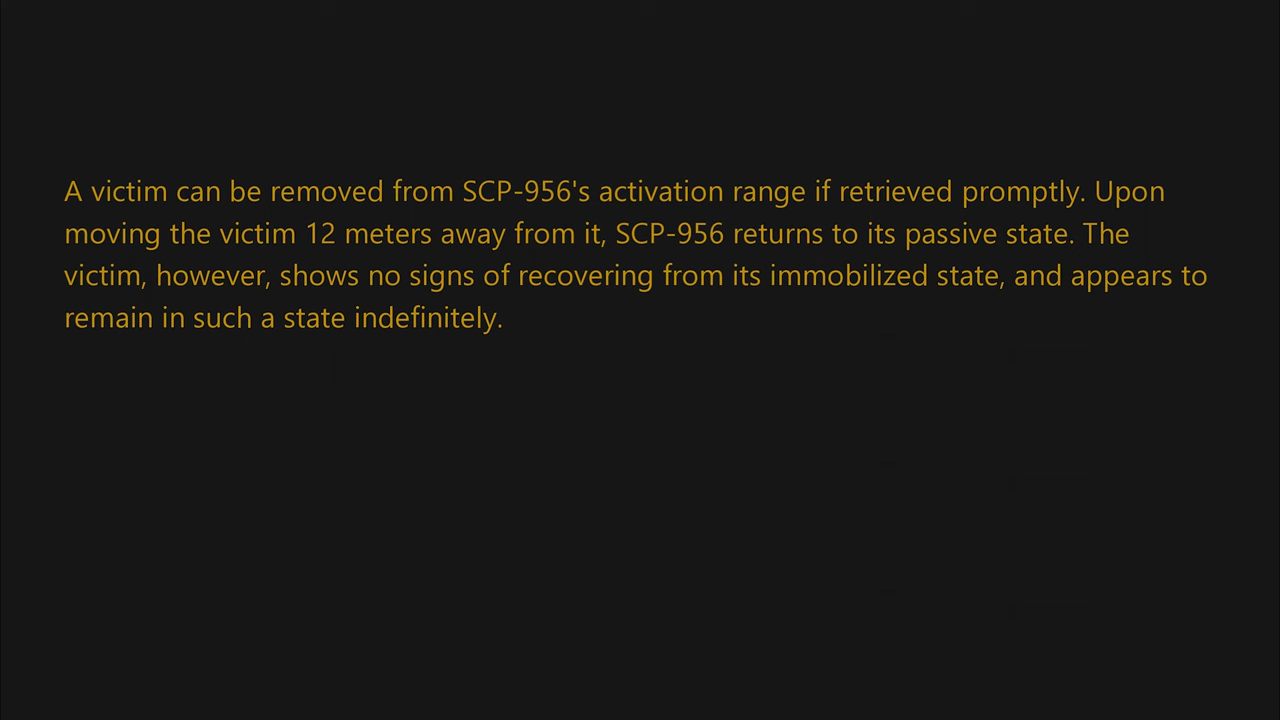 A victim can be removed from SCP-956's activation range if retrieved promptly. Upon
moving the victim 12 meters away from it, SCP-956 returns to its passive state. The
victim, however, shows no signs of recovering from its immobilized state, and appears to
remain in such a state indefinitely.